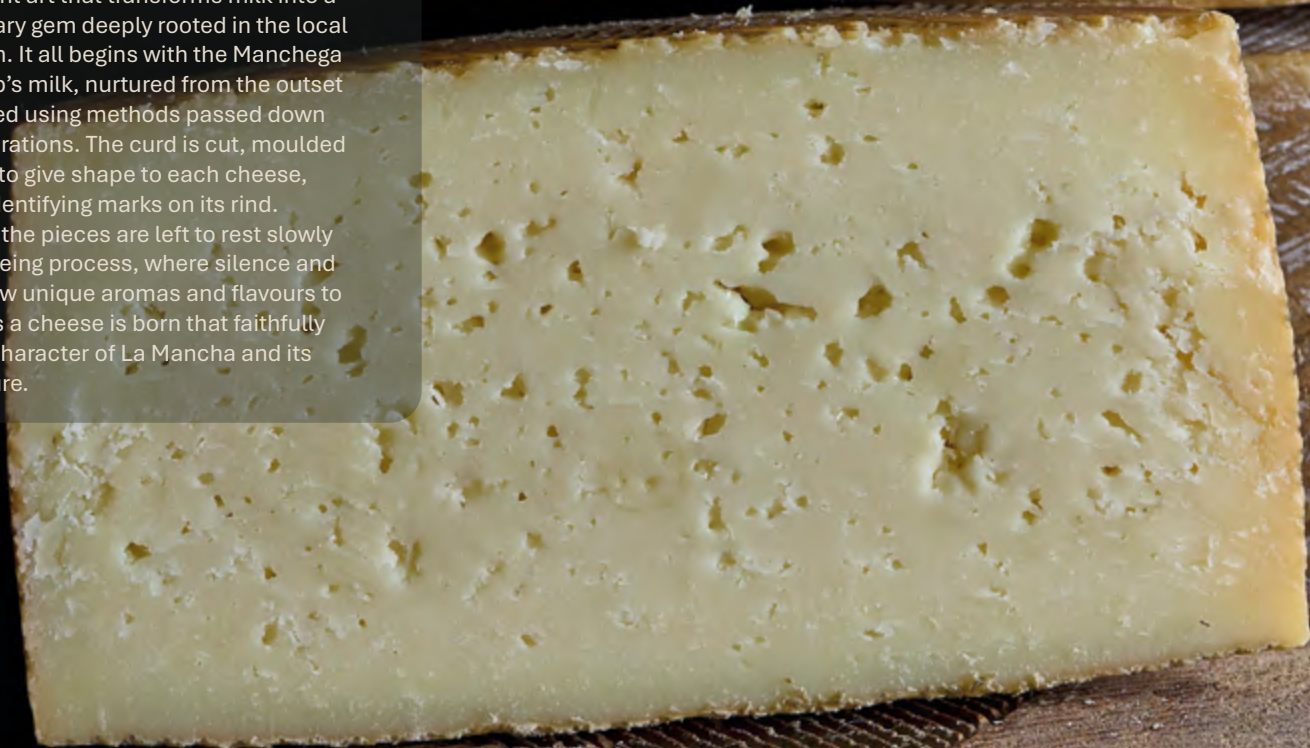 nt art that transforms milk into a
ary gem deeply rooted in the local
n. It all begins with the Manchega
o's milk, nurtured from the outset
ed using methods passed down
rations. The curd is cut, moulded
to give shape to each cheese,
entifying marks on its rind.
the pieces are left to rest slowly
eing process, where silence and
w unique aromas and flavours to
s a cheese is born that faithfully
haracter of La Mancha and its
re.